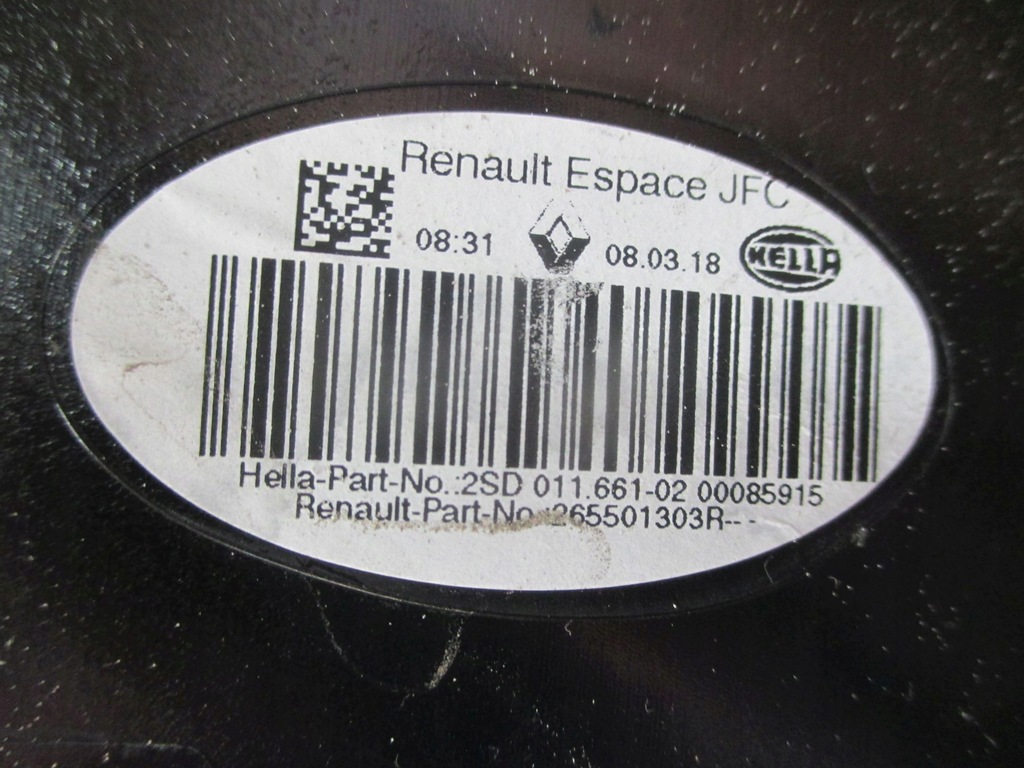 Renault Espace JFC
08:31 08.03.18 HELLA
Hella-Part-No.:2SD 011.661-02 00085915
Renault-Part-No.:265501303R-- -